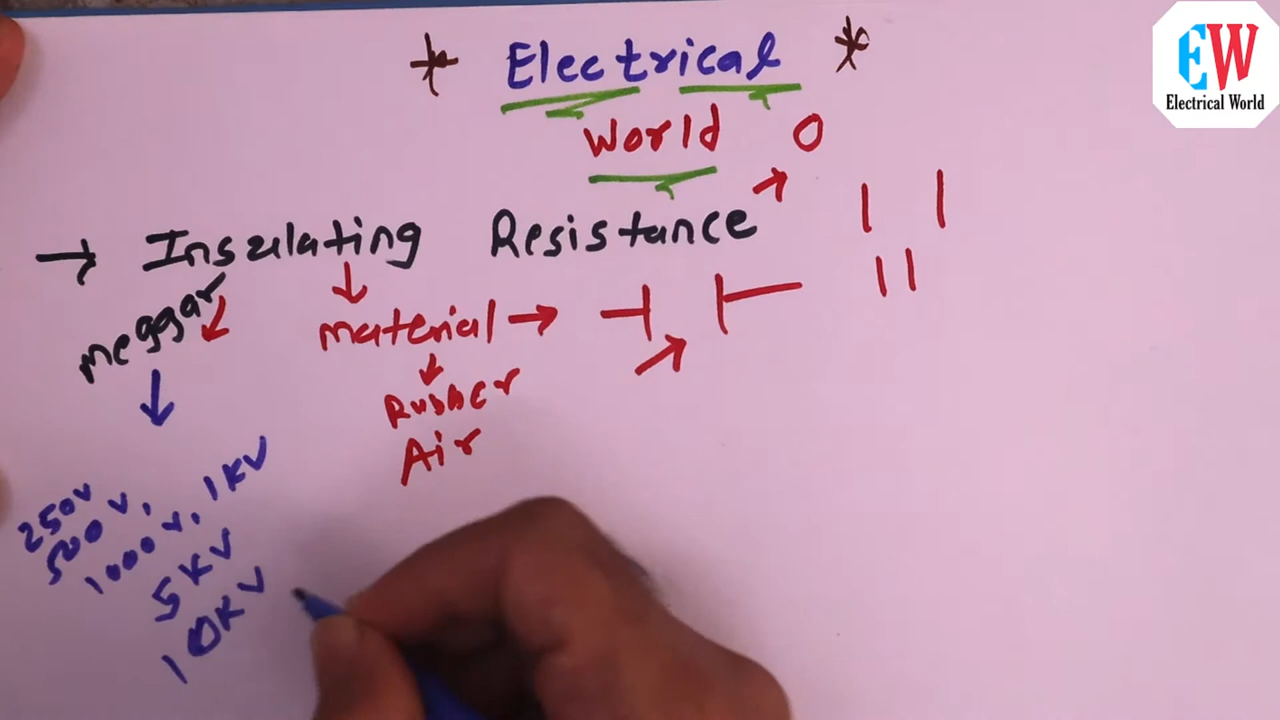 * Electrical *
World O
→ Insulating Resistance
meggar
material →
Rubber
Air
250V
500V,
1000V, 1KV
5KV
10KV
EW
Electrical World